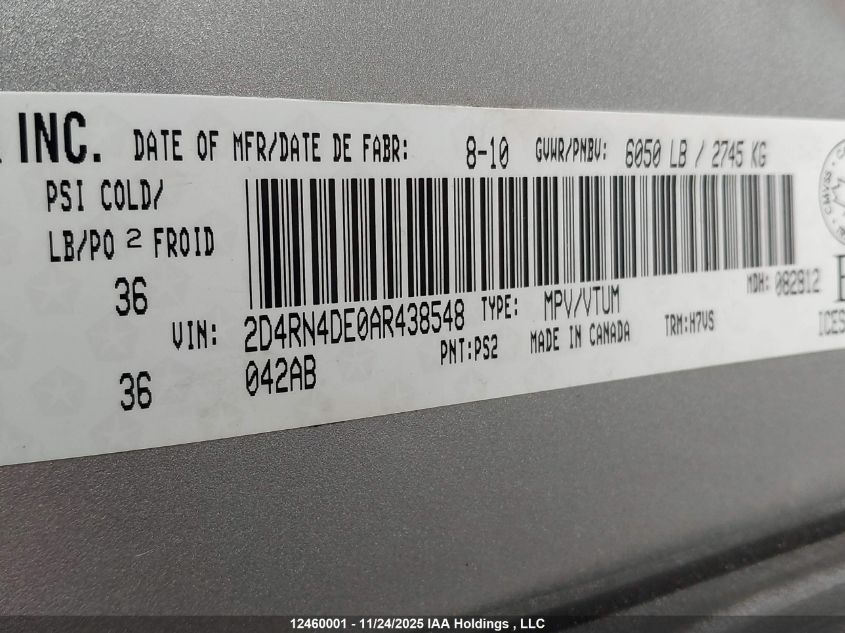 INC. DATE OF MFR/DATE DE FABR: 8-10 GVWR/PNBV: 6050 LB / 2745 KG
PSI COLD/
LB/PO 2 FROID
36
MDH: 082912
VIN: 2D4RN4DE0AR438548 TYPE: MPV/VTUM
PNT:PS2 MADE IN CANADA TRM:H7VS
36 042AB
12460001 - 11/24/2025 IAA Holdings , LLC